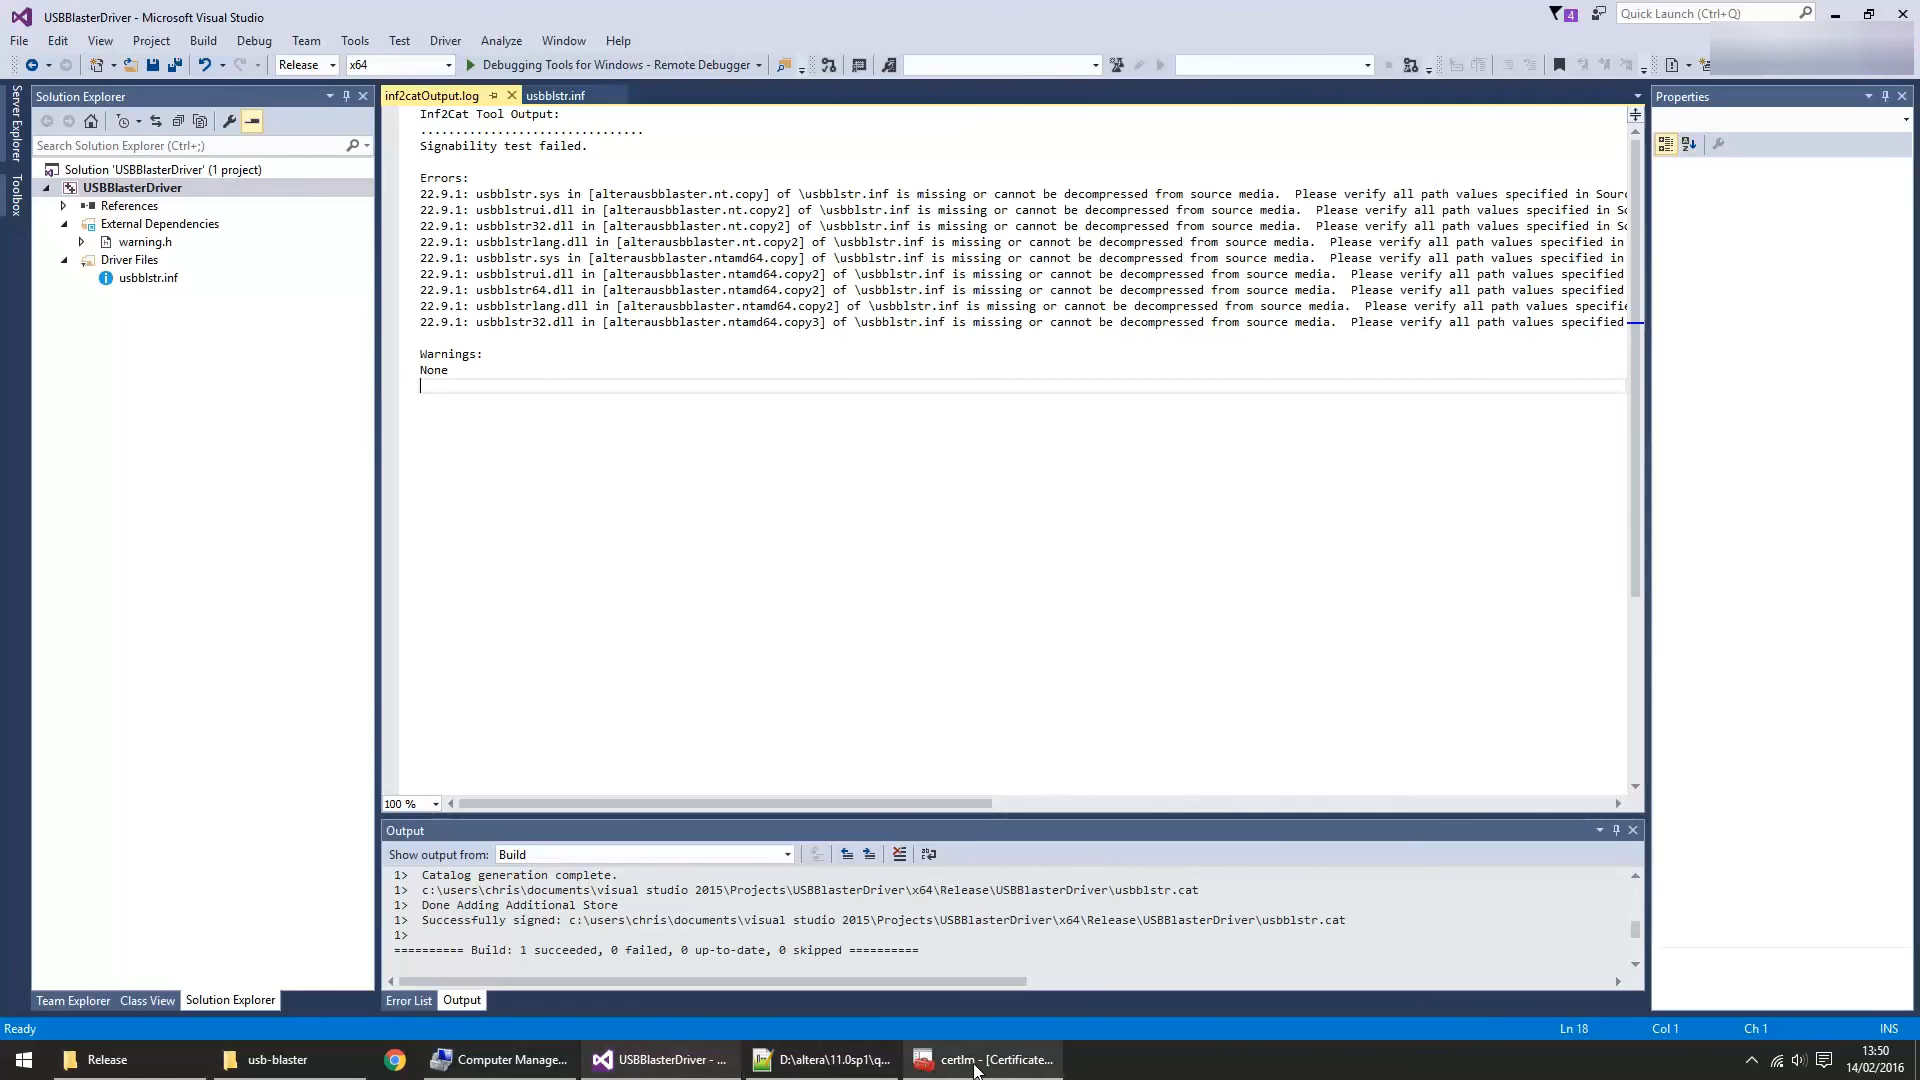 USBBlasterDriver - Microsoft Visual Studio
4
Quick Launch (Ctrl+Q)
File Edit View Project Build Debug Team Tools Test Driver Analyze Window Help
Release x64 Debugging Tools for Windows - Remote Debugger
Server Explorer
Toolbox
Solution Explorer
Search Solution Explorer (Ctrl+;)
Solution 'USBBlasterDriver' (1 project)
USBBlasterDriver
References
External Dependencies
warning.h
Driver Files
usbblstr.inf
Team Explorer Class View Solution Explorer
inf2catOutput.log usbblstr.inf
Inf2Cat Tool Output:
................................
Signability test failed.
Errors:
22.9.1: usbblstr.sys in [alterausbblaster.nt.copy] of \usbblstr.inf is missing or cannot be decompressed from source media.  Please verify all path values specified in Sourc
22.9.1: usbblstrui.dll in [alterausbblaster.nt.copy2] of \usbblstr.inf is missing or cannot be decompressed from source media.  Please verify all path values specified in So
22.9.1: usbblstr32.dll in [alterausbblaster.nt.copy2] of \usbblstr.inf is missing or cannot be decompressed from source media.  Please verify all path values specified in So
22.9.1: usbblstrlang.dll in [alterausbblaster.nt.copy2] of \usbblstr.inf is missing or cannot be decompressed from source media.  Please verify all path values specified in
22.9.1: usbblstr.sys in [alterausbblaster.ntamd64.copy] of \usbblstr.inf is missing or cannot be decompressed from source media.  Please verify all path values specified in
22.9.1: usbblstrui.dll in [alterausbblaster.ntamd64.copy2] of \usbblstr.inf is missing or cannot be decompressed from source media.  Please verify all path values specified
22.9.1: usbblstr64.dll in [alterausbblaster.ntamd64.copy2] of \usbblstr.inf is missing or cannot be decompressed from source media.  Please verify all path values specified
22.9.1: usbblstrlang.dll in [alterausbblaster.ntamd64.copy2] of \usbblstr.inf is missing or cannot be decompressed from source media.  Please verify all path values specifie
22.9.1: usbblstr32.dll in [alterausbblaster.ntamd64.copy3] of \usbblstr.inf is missing or cannot be decompressed from source media.  Please verify all path values specified
Warnings:
None
100 %
Output
Show output from: Build
1>  Catalog generation complete.
1>  c:\users\chris\documents\visual studio 2015\Projects\USBBlasterDriver\x64\Release\USBBlasterDriver\usbblstr.cat
1>  Done Adding Additional Store
1>  Successfully signed: c:\users\chris\documents\visual studio 2015\Projects\USBBlasterDriver\x64\Release\USBBlasterDriver\usbblstr.cat
1>
========== Build: 1 succeeded, 0 failed, 0 up-to-date, 0 skipped ==========
Error List Output
Properties
Ready Ln 18 Col 1 Ch 1 INS
Release usb-blaster Computer Manage... USBBlasterDriver - ... D:\altera\11.0sp1\q... certlm - [Certificate...
13:50
14/02/2016